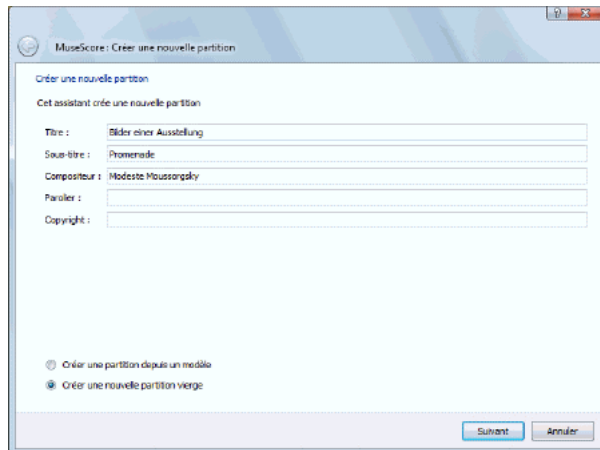 MuseScore : Créer une nouvelle partition
Créer une nouvelle partition
Cet assistant crée une nouvelle partition
Titre : Bilder einer Ausstellung
Sous-titre : Promenade
Compositeur : Modeste Moussorgsky
Parolier :
Copyright :
Créer une partition depuis un modèle
Créer une nouvelle partition vierge
Suivant Annuler